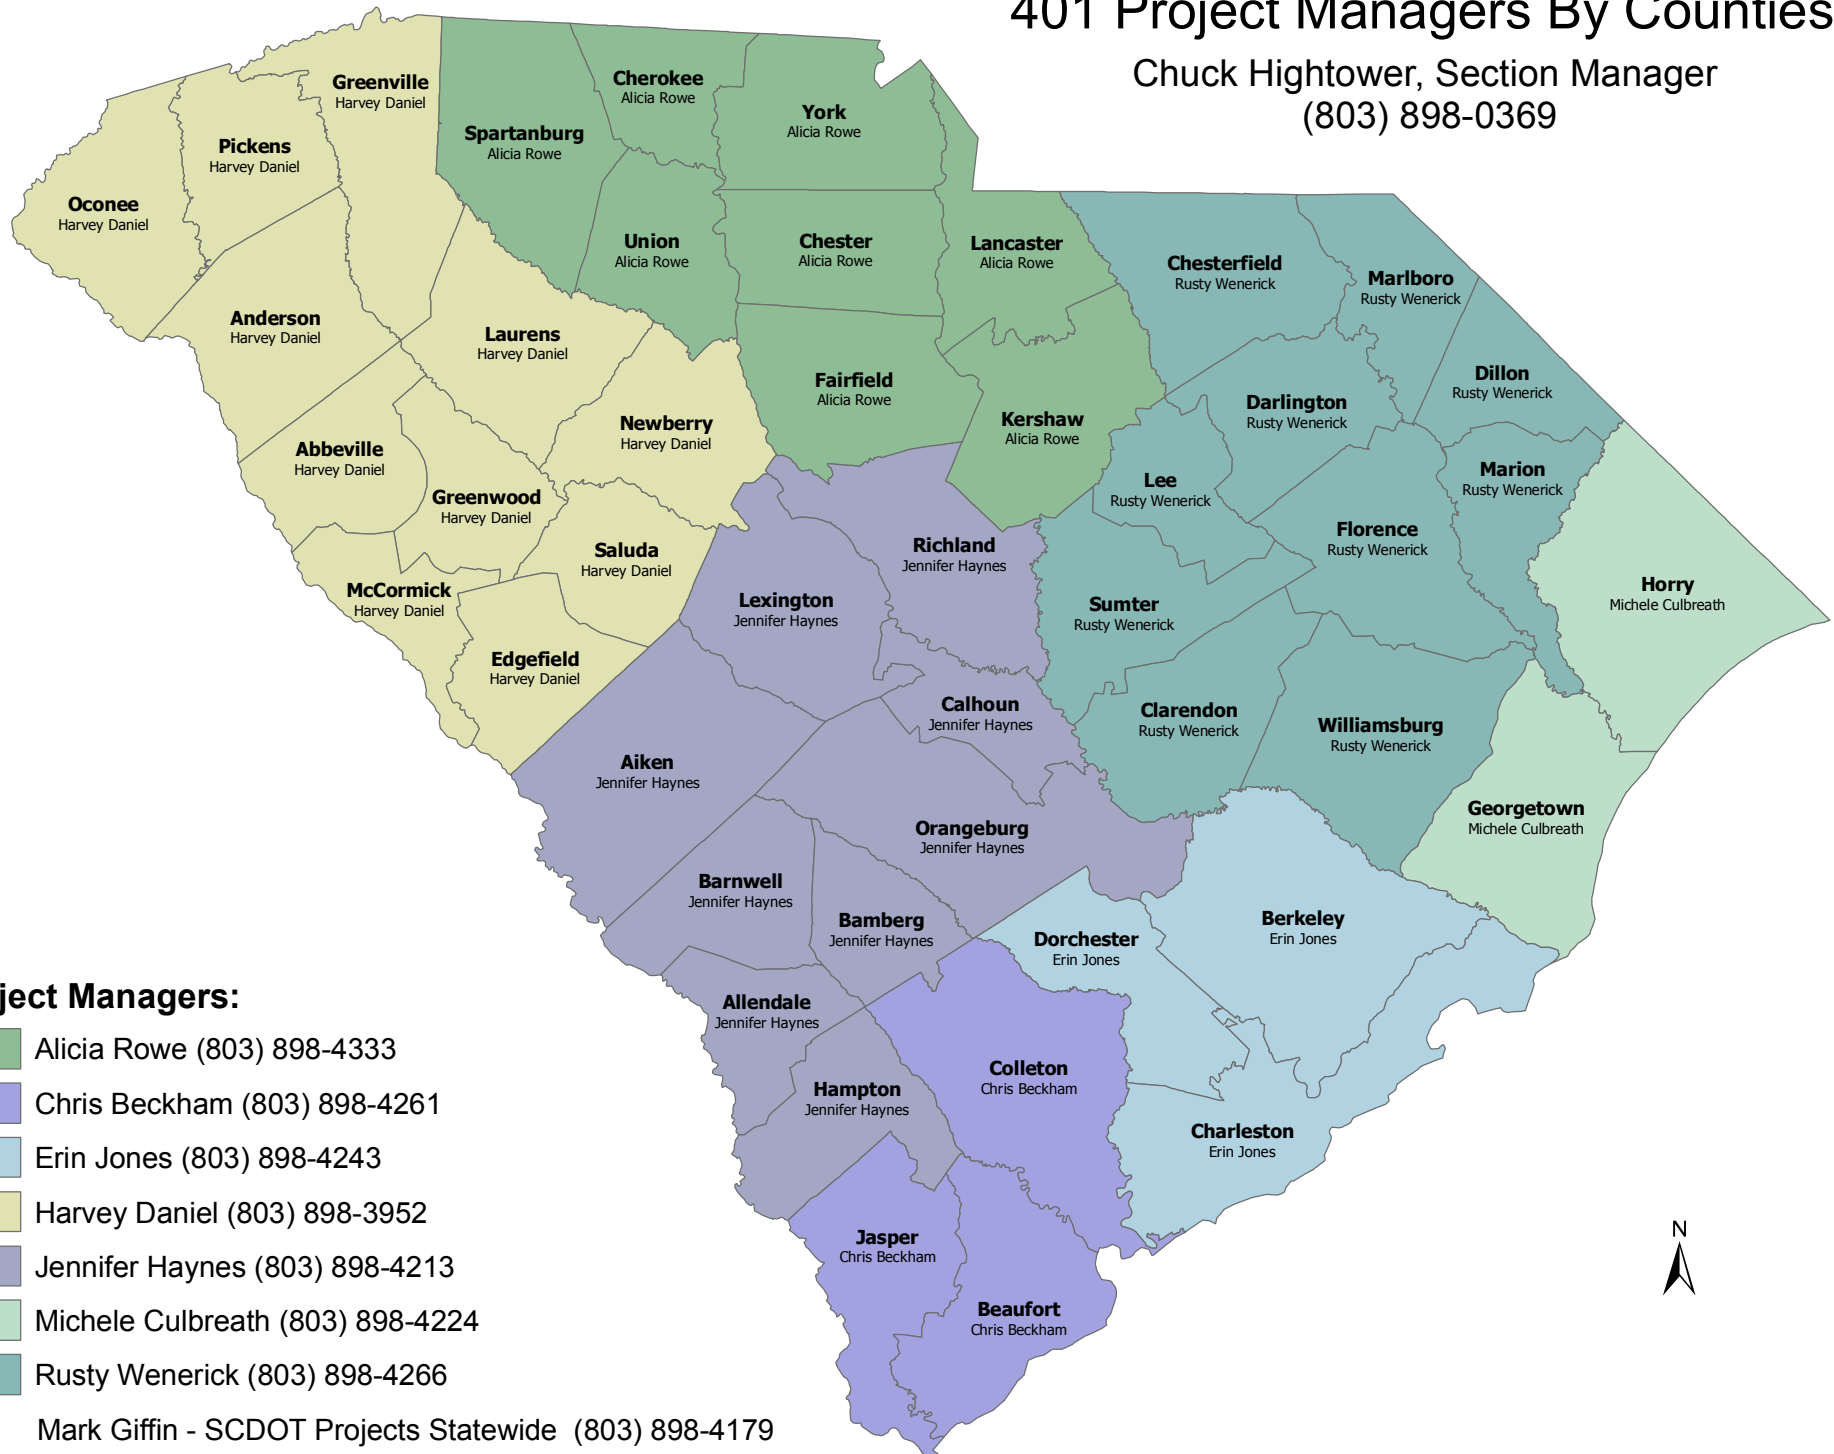 401 Project Managers By Counties
Chuck Hightower, Section Manager
(803) 898-0369
Greenville
Harvey Daniel
Cherokee
Alicia Rowe
York
Alicia Rowe
Spartanburg
Alicia Rowe
Pickens
Harvey Daniel
Oconee
Harvey Daniel
Union
Alicia Rowe
Chester
Alicia Rowe
Lancaster
Alicia Rowe
Chesterfield
Rusty Wenerick
Marlboro
Rusty Wenerick
Anderson
Harvey Daniel
Laurens
Harvey Daniel
Fairfield
Alicia Rowe
Dillon
Rusty Wenerick
Darlington
Rusty Wenerick
Kershaw
Alicia Rowe
Newberry
Harvey Daniel
Abbeville
Harvey Daniel
Marion
Rusty Wenerick
Lee
Rusty Wenerick
Greenwood
Harvey Daniel
Florence
Rusty Wenerick
Saluda
Harvey Daniel
Richland
Jennifer Haynes
Horry
Michele Culbreath
McCormick
Harvey Daniel
Lexington
Jennifer Haynes
Sumter
Rusty Wenerick
Edgefield
Harvey Daniel
Calhoun
Jennifer Haynes
Clarendon
Rusty Wenerick
Williamsburg
Rusty Wenerick
Aiken
Jennifer Haynes
Georgetown
Michele Culbreath
Orangeburg
Jennifer Haynes
Barnwell
Jennifer Haynes
Bamberg
Jennifer Haynes
Berkeley
Erin Jones
Dorchester
Erin Jones
Allendale
Jennifer Haynes
Colleton
Chris Beckham
Hampton
Jennifer Haynes
Charleston
Erin Jones
Jasper
Chris Beckham
Beaufort
Chris Beckham
N
ject Managers:
Alicia Rowe (803) 898-4333
Chris Beckham (803) 898-4261
Erin Jones (803) 898-4243
Harvey Daniel (803) 898-3952
Jennifer Haynes (803) 898-4213
Michele Culbreath (803) 898-4224
Rusty Wenerick (803) 898-4266
Mark Giffin - SCDOT Projects Statewide (803) 898-4179